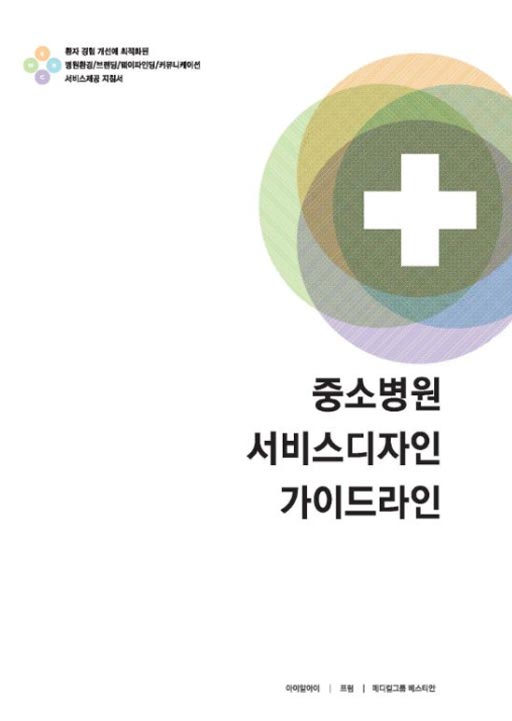 환자 경험 개선에 최적화된
병원환경/브랜딩/웨이파인딩/커뮤니케이션
서비스제공 지침서
중소병원
서비스디자인
가이드라인
아이알아이 | 프럼 | 메디컬그룹 베스티안